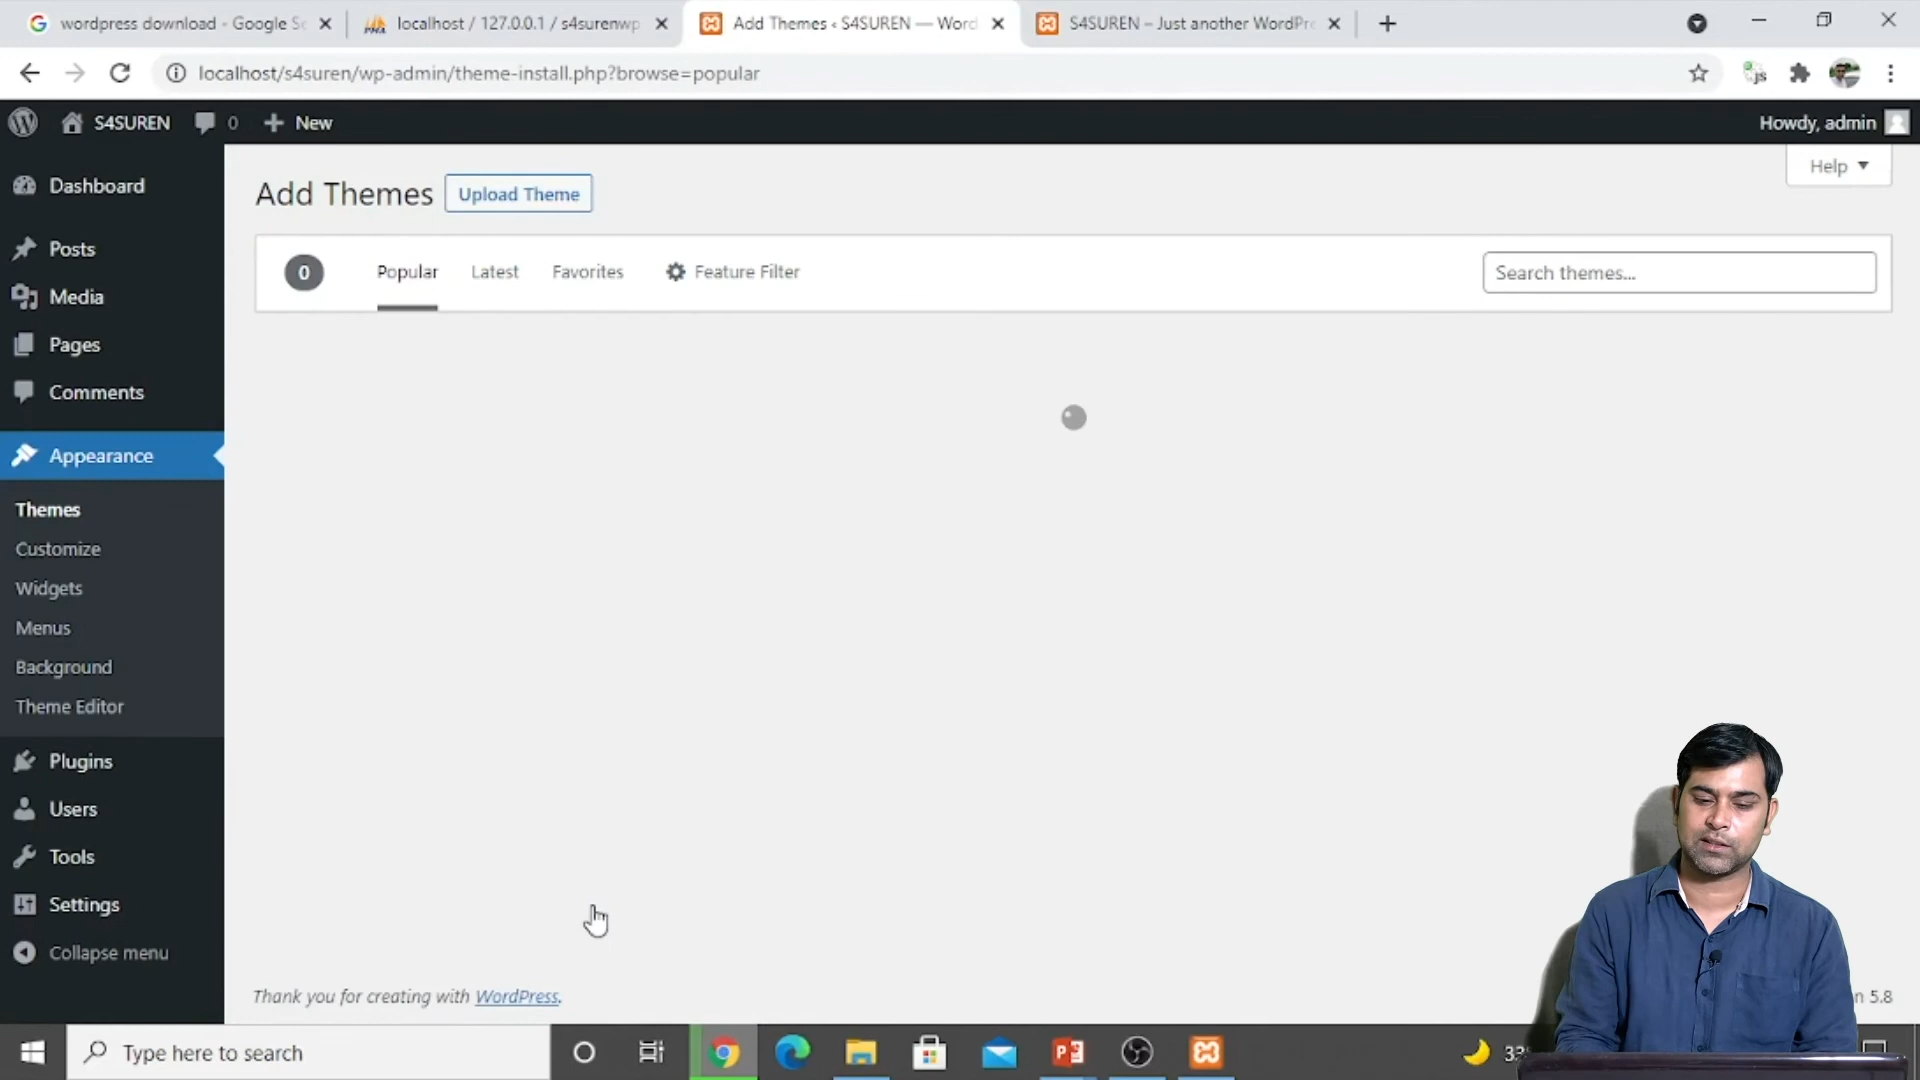 wordpress download - Google Se
localhost / 127.0.0.1 / s4surenwp
Add Themes ‹ S4SUREN — Word
S4SUREN – Just another WordPre
localhost/s4suren/wp-admin/theme-install.php?browse=popular
S4SUREN
0
New
Howdy, admin
Dashboard
Posts
Media
Pages
Comments
Appearance
Themes
Customize
Widgets
Menus
Background
Theme Editor
Plugins
Users
Tools
Settings
Collapse menu
Help
Add Themes
Upload Theme
0
Popular
Latest
Favorites
Feature Filter
Search themes...
Thank you for creating with WordPress.
n 5.8
Type here to search
33